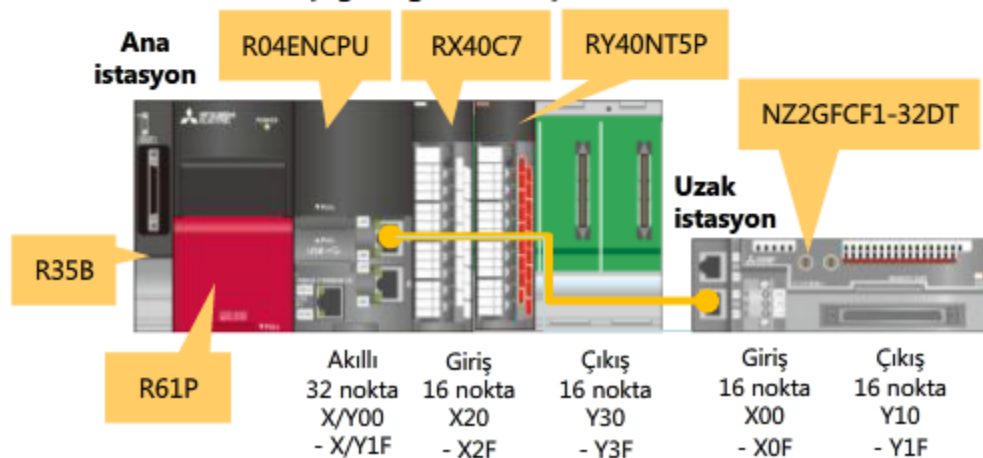 Ana
istasyon
R04ENCPU
RX40C7
RY40NT5P
NZ2GFCF1-32DT
Uzak
istasyon
R35B
R61P
Akıllı
32 nokta
X/Y00
- X/Y1F
Giriş
16 nokta
X20
- X2F
Çıkış
16 nokta
Y30
- Y3F
Giriş
16 nokta
X00
- X0F
Çıkış
16 nokta
Y10
- Y1F